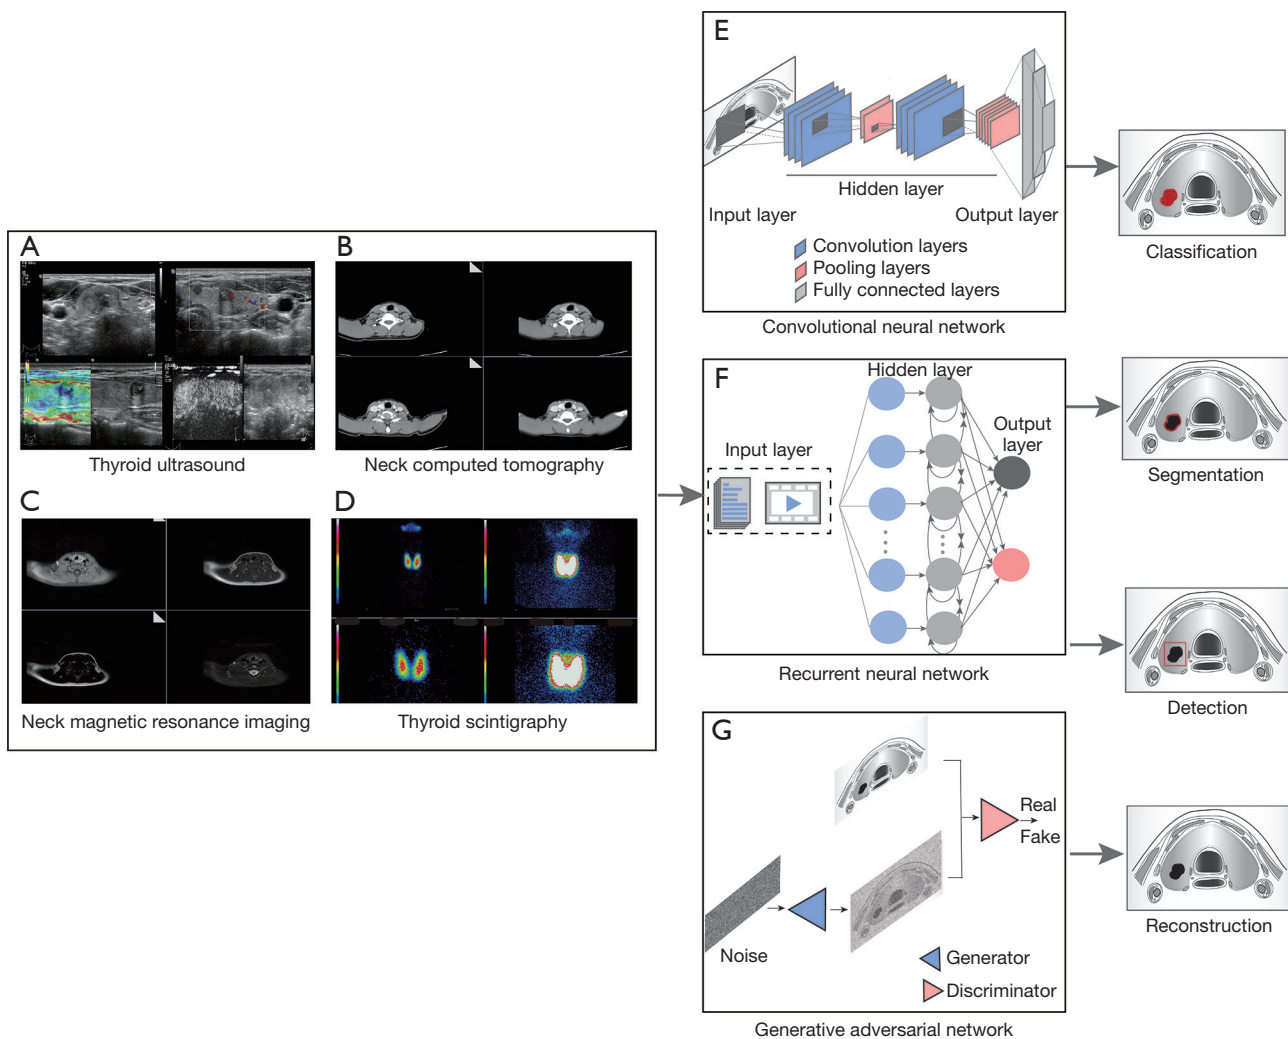 A
B
Thyroid ultrasound
Neck computed tomography
C
D
Neck magnetic resonance imaging
Thyroid scintigraphy
E
Hidden layer
Input layer
Output layer
Convolution layers
Pooling layers
Fully connected layers
Convolutional neural network
F
Hidden layer
Input layer
Output
layer
Recurrent neural network
G
Real
Fake
Noise
Generator
Discriminator
Generative adversarial network
Classification
Segmentation
Detection
Reconstruction